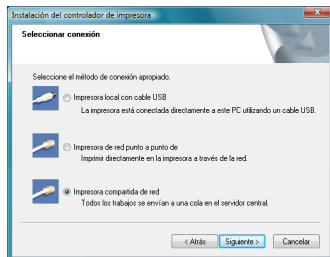 Instalación del controlador de impresora
Seleccionar conexión
Seleccione el método de conexión apropiado.
Impresora local con cable USB
La impresora está conectada directamente a este PC utilizando un cable USB.
Impresora de red punto a punto de
Imprimir directamente en la impresora a través de la red.
Impresora compartida de red
Todos los trabajos se envían a una cola en el servidor central.
< Atrás Siguiente > Cancelar